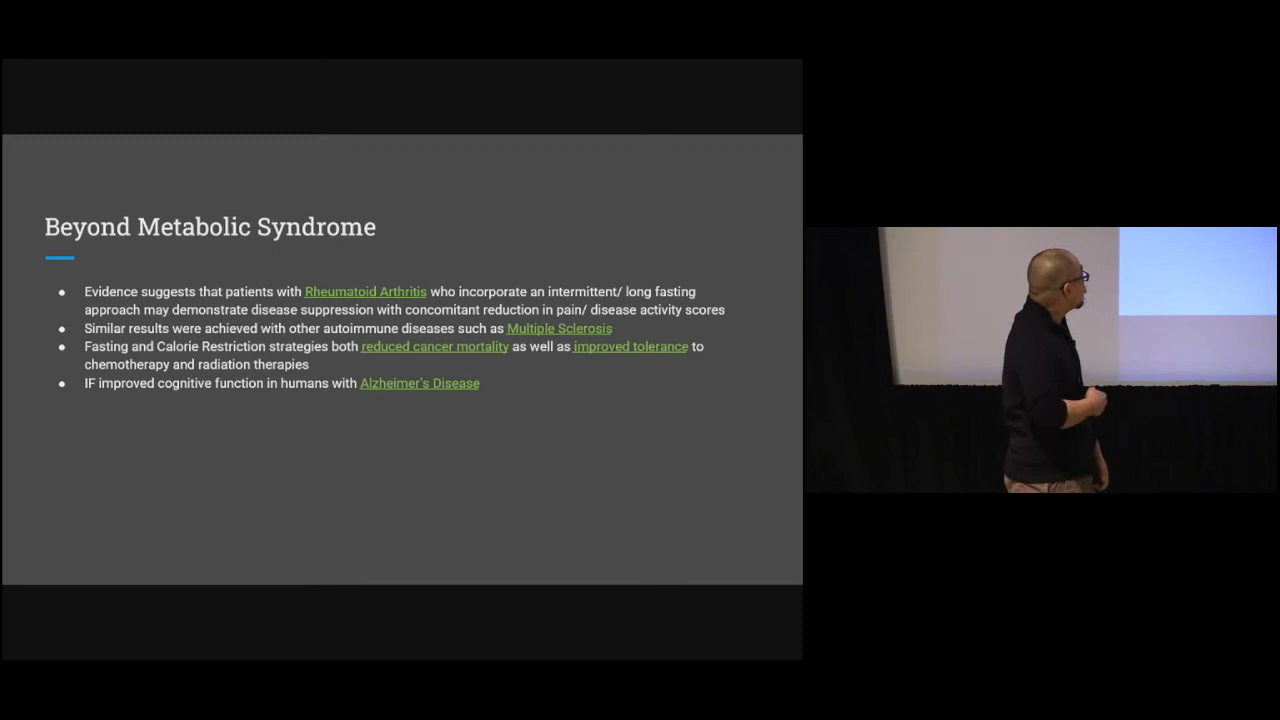 Beyond Metabolic Syndrome
● Evidence suggests that patients with Rheumatoid Arthritis who incorporate an intermittent/ long fasting
approach may demonstrate disease suppression with concomitant reduction in pain/ disease activity scores
● Similar results were achieved with other autoimmune diseases such as Multiple Sclerosis
● Fasting and Calorie Restriction strategies both reduced cancer mortality as well as improved tolerance to
chemotherapy and radiation therapies
● IF improved cognitive function in humans with Alzheimer's Disease